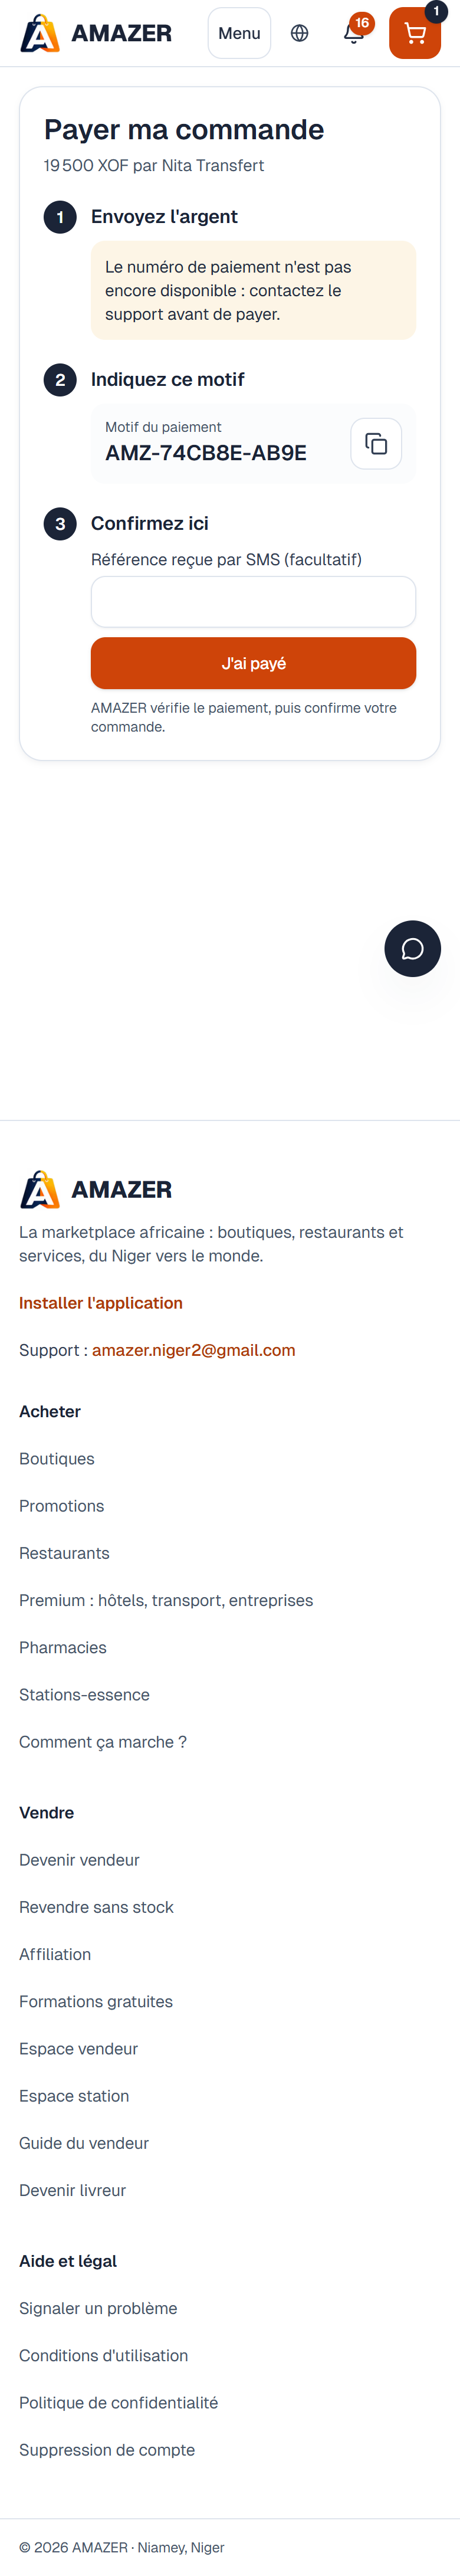 AMAZER
Menu
16
1
Payer ma commande
19 500 XOF par Nita Transfert
1
Envoyez l'argent
Le numéro de paiement n'est pas
encore disponible : contactez le
support avant de payer.
2
Indiquez ce motif
Motif du paiement
AMZ-74CB8E-AB9E
3
Confirmez ici
Référence reçue par SMS (facultatif)
J'ai payé
AMAZER vérifie le paiement, puis confirme votre
commande.
AMAZER
La marketplace africaine : boutiques, restaurants et
services, du Niger vers le monde.
Installer l'application
Support : amazer.niger2@gmail.com
Acheter
Boutiques
Promotions
Restaurants
Premium : hôtels, transport, entreprises
Pharmacies
Stations-essence
Comment ça marche ?
Vendre
Devenir vendeur
Revendre sans stock
Affiliation
Formations gratuites
Espace vendeur
Espace station
Guide du vendeur
Devenir livreur
Aide et légal
Signaler un problème
Conditions d'utilisation
Politique de confidentialité
Suppression de compte
© 2026 AMAZER · Niamey, Niger